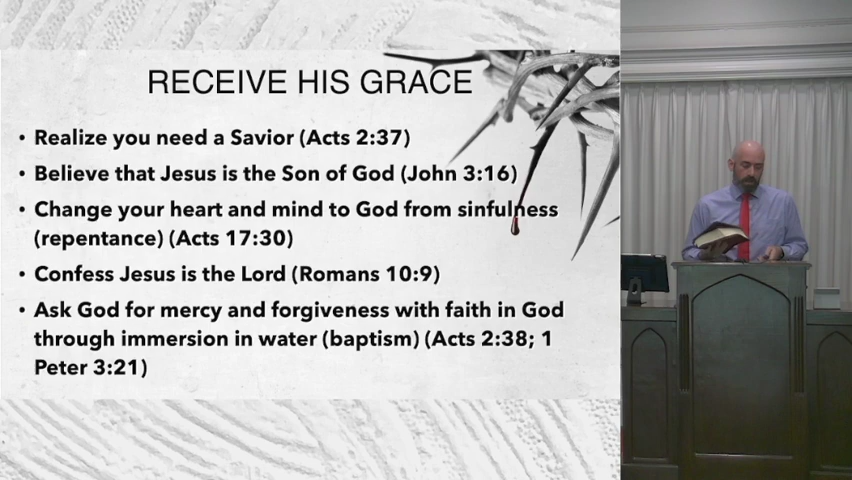 RECEIVE HIS GRACE
• Realize you need a Savior (Acts 2:37)
• Believe that Jesus is the Son of God (John 3:16)
• Change your heart and mind to God from sinfulness
(repentance) (Acts 17:30)
• Confess Jesus is the Lord (Romans 10:9)
• Ask God for mercy and forgiveness with faith in God
through immersion in water (baptism) (Acts 2:38; 1
Peter 3:21)